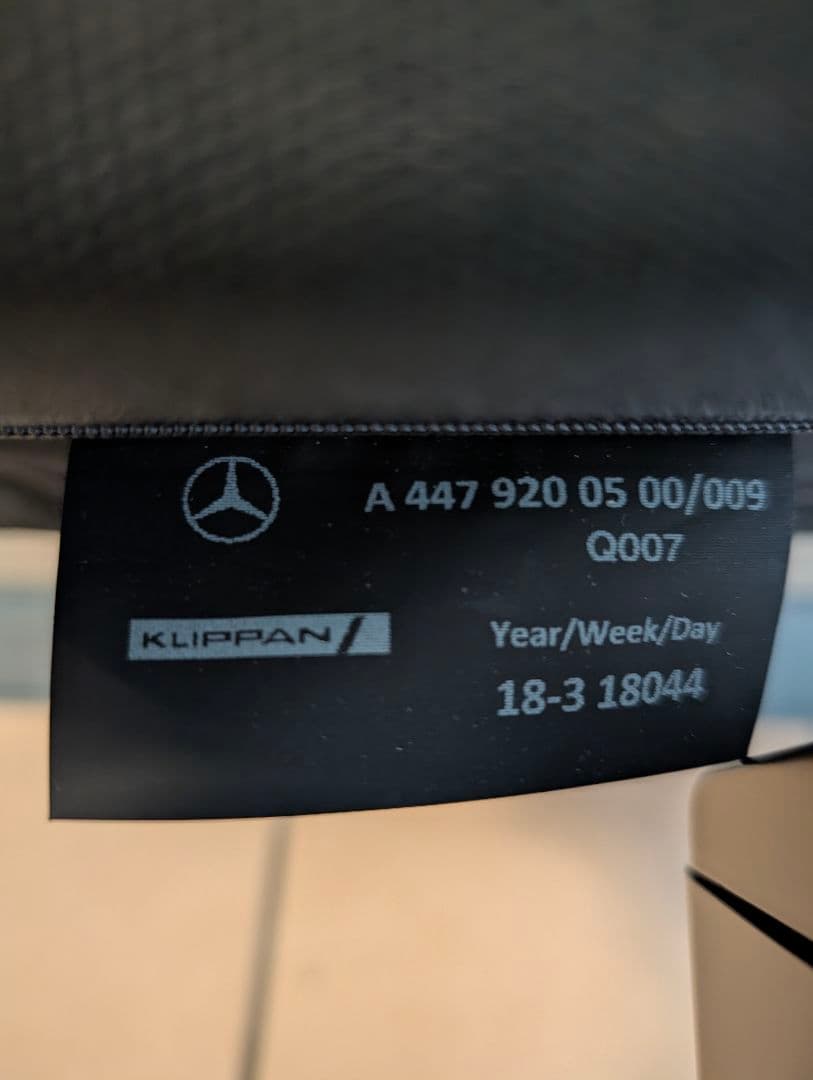 A 447 920 05 00/009
Q007
KLIPPAN
Year/Week/Day
18-3 18044